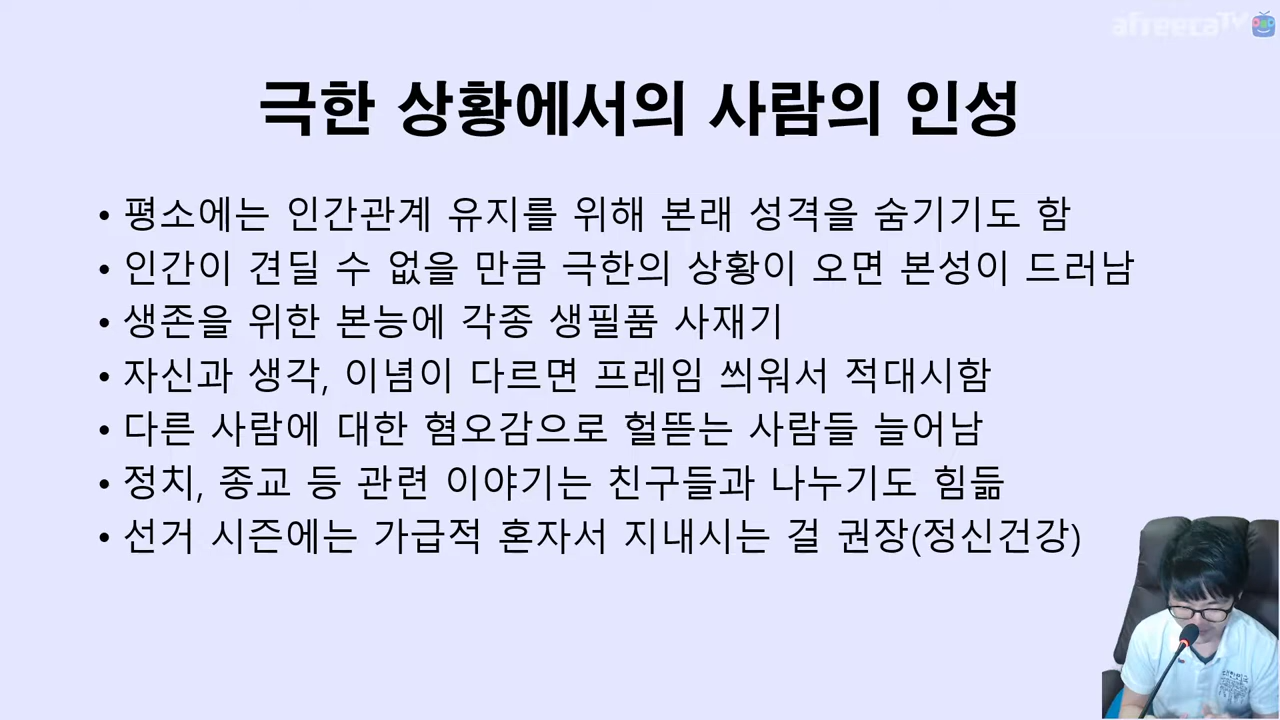 afreecaTV
극한 상황에서의 사람의 인성
• 평소에는 인간관계 유지를 위해 본래 성격을 숨기기도 함
• 인간이 견딜 수 없을 만큼 극한의 상황이 오면 본성이 드러남
• 생존을 위한 본능에 각종 생필품 사재기
• 자신과 생각, 이념이 다르면 프레임 씌워서 적대시함
• 다른 사람에 대한 혐오감으로 헐뜯는 사람들 늘어남
• 정치, 종교 등 관련 이야기는 친구들과 나누기도 힘듦
• 선거 시즌에는 가급적 혼자서 지내시는 걸 권장(정신건강)